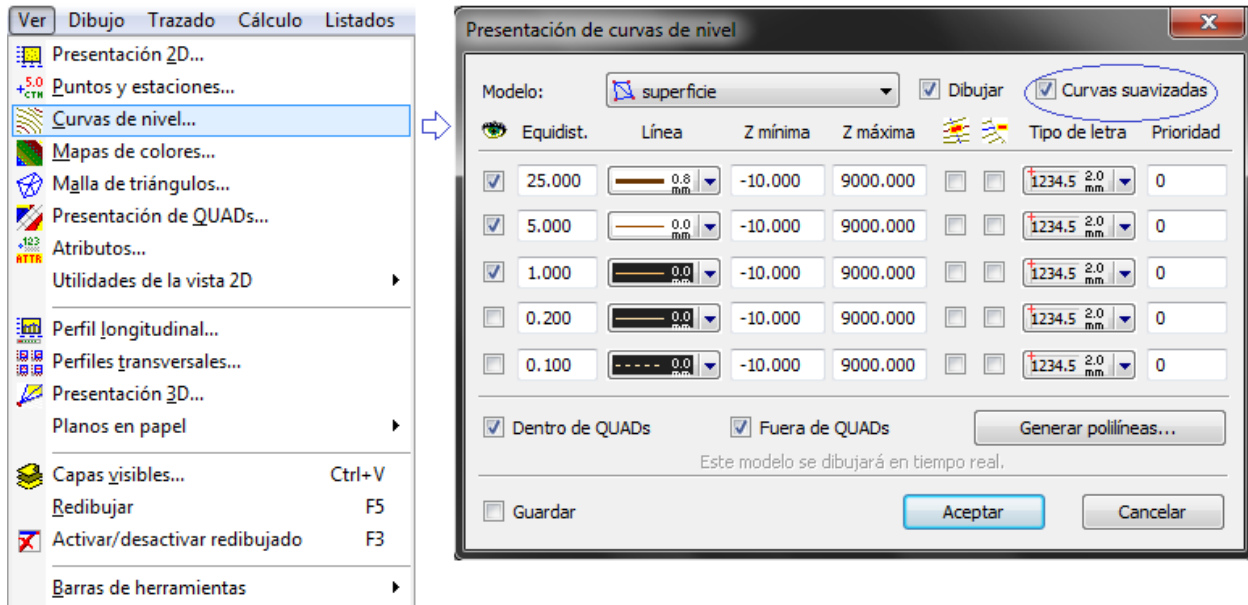 Ver Dibujo Trazado Cálculo Listados
Presentación 2D...
+5.0 CTH Puntos y estaciones...
Curvas de nivel...
Mapas de colores...
Malla de triángulos...
Presentación de QUADs...
+123 ATTR Atributos...
Utilidades de la vista 2D
Perfil longitudinal...
Perfiles transversales...
Presentación 3D...
Planos en papel
Capas visibles... Ctrl+V
Redibujar F5
Activar/desactivar redibujado F3
Barras de herramientas
Presentación de curvas de nivel
Modelo: superficie Dibujar Curvas suavizadas
Equidist. Línea Z mínima Z máxima Tipo de letra Prioridad
25.000 0.8 mm -10.000 9000.000 1234.5 2.0 mm 0
5.000 0.0 mm -10.000 9000.000 1234.5 2.0 mm 0
1.000 0.0 mm -10.000 9000.000 1234.5 2.0 mm 0
0.200 0.0 mm -10.000 9000.000 1234.5 2.0 mm 0
0.100 0.0 mm -10.000 9000.000 1234.5 2.0 mm 0
Dentro de QUADs Fuera de QUADs Generar polilíneas...
Este modelo se dibujará en tiempo real.
Guardar Aceptar Cancelar